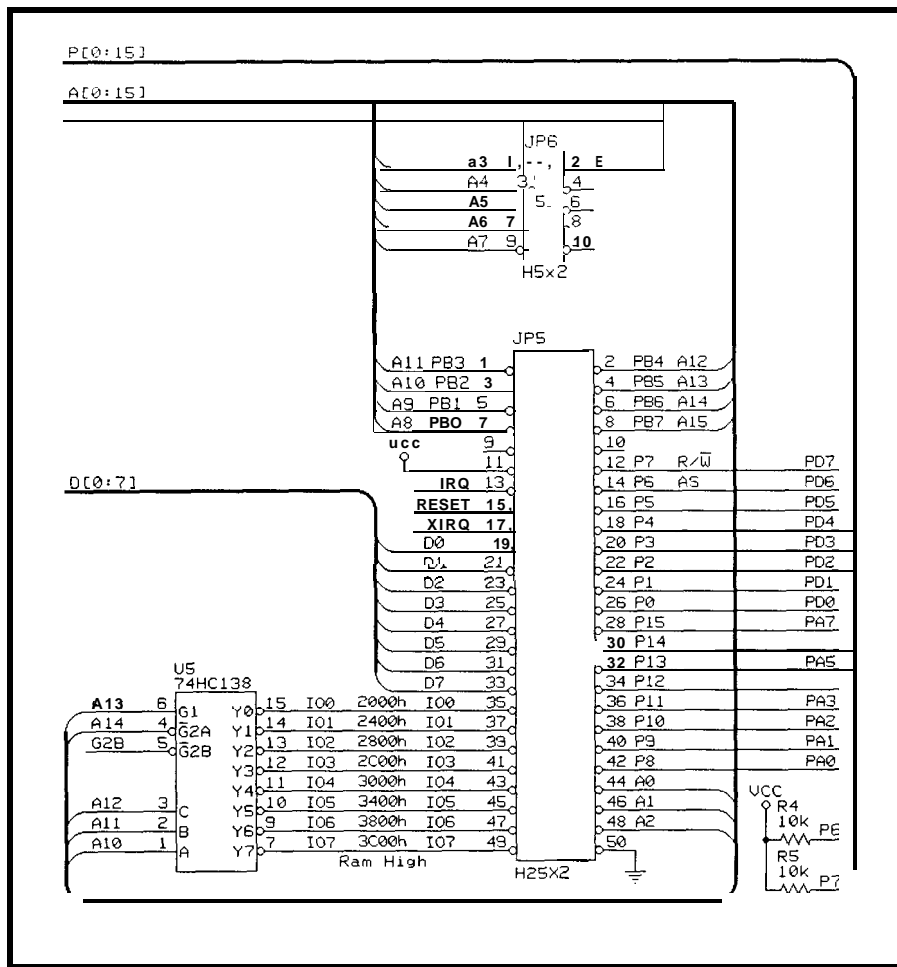 P[0:15]
A[0:15]
JP6
a3 1 2 E
A4 3 4
A5 5 6
A6 7 8
A7 9 10
H5x2
JP5
A11 PB3 1 2 PB4 A12
A10 PB2 3 4 PB5 A13
A9 PB1 5 6 PB6 A14
A8 PBO 7 8 PB7 A15
ucc 9 10
11 12 P7 R/W̅ PD7
D[0:7] IRQ 13 14 P6 AS PD6
RESET 15, 16 P5 PD5
XIRQ 17, 18 P4 PD4
D0 19, 20 P3 PD3
21 22 P2 PD2
D2 23 24 P1 PD1
D3 25 26 P0 PD0
D4 27 28 P15 PA7
D5 29 30 P14
D6 31 32 P13 PA5
D7 33 34 P12
U5
74HC138
A13 6 G1 Y0 15 IO0 2000h IO0 35 36 P11 PA3
A14 4 G̅2A Y1 14 IO1 2400h IO1 37 38 P10 PA2
G2B 5 G̅2B Y2 13 IO2 2800h IO2 39 40 P9 PA1
Y3 12 IO3 2C00h IO3 41 42 P8 PA0
Y4 11 IO4 3000h IO4 43 44 A0
A12 3 C Y5 10 IO5 3400h IO5 45 46 A1
A11 2 B Y6 9 IO6 3800h IO6 47 48 A2
A10 1 A Y7 7 IO7 3C00h IO7 49 50
Ram High
H25X2
VCC
R4
10k P6
R5
10k P7